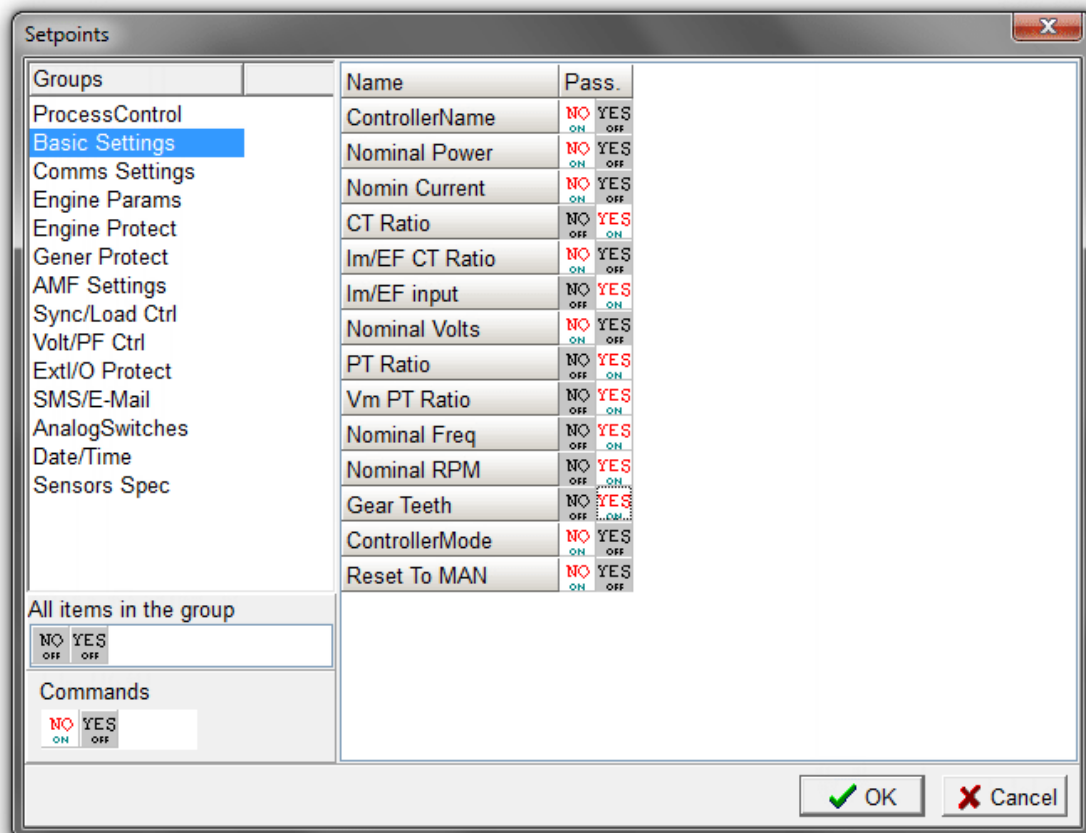 Setpoints
Groups
ProcessControl
Basic Settings
Comms Settings
Engine Params
Engine Protect
Gener Protect
AMF Settings
Sync/Load Ctrl
Volt/PF Ctrl
ExtI/O Protect
SMS/E-Mail
AnalogSwitches
Date/Time
Sensors Spec
All items in the group
NO YES
OFF OFF
Commands
NO YES
ON OFF
Name Pass.
ControllerName NO YES
ON OFF
Nominal Power NO YES
ON OFF
Nomin Current NO YES
ON OFF
CT Ratio NO YES
OFF ON
Im/EF CT Ratio NO YES
ON OFF
Im/EF input NO YES
OFF ON
Nominal Volts NO YES
ON OFF
PT Ratio NO YES
OFF ON
Vm PT Ratio NO YES
OFF ON
Nominal Freq NO YES
OFF ON
Nominal RPM NO YES
OFF ON
Gear Teeth NO YES
OFF ON
ControllerMode NO YES
ON OFF
Reset To MAN NO YES
ON OFF
OK Cancel